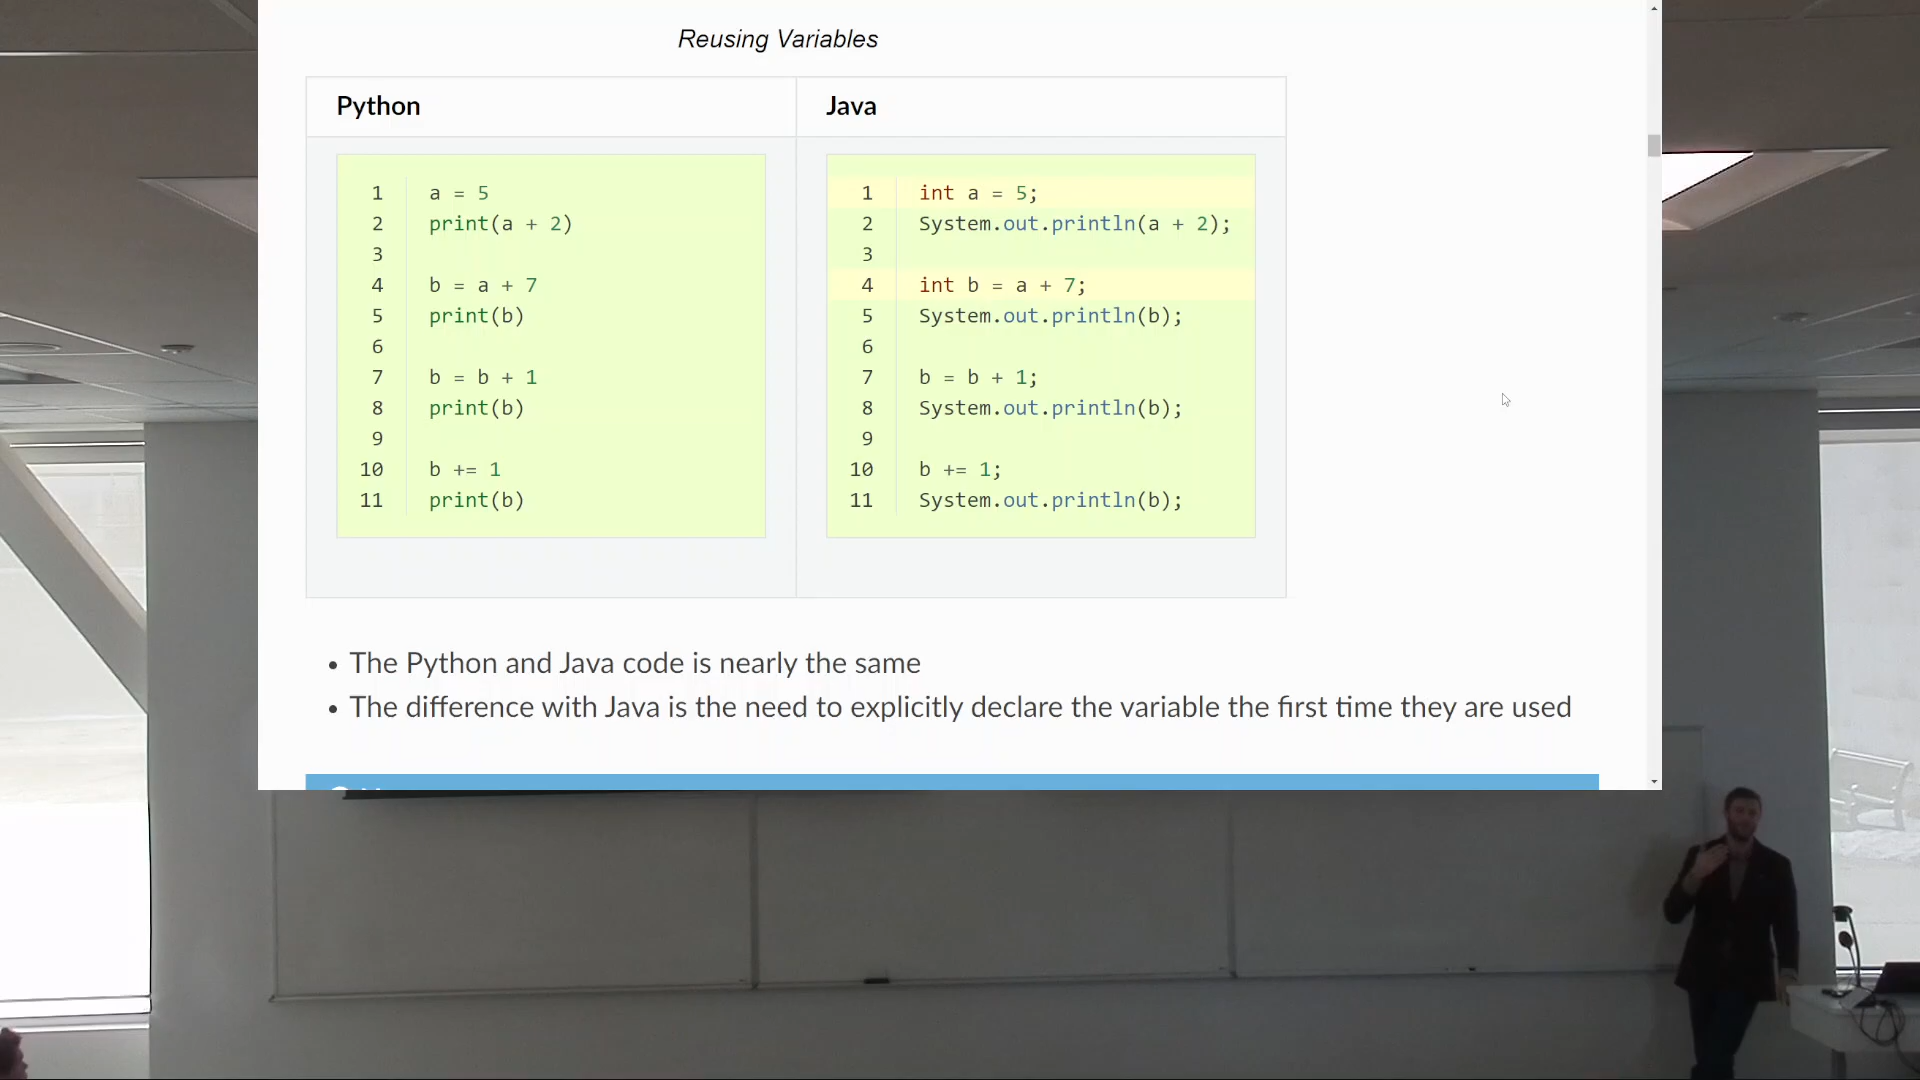 Reusing Variables
Python
Java
1 a = 5
2 print(a + 2)
3
4 b = a + 7
5 print(b)
6
7 b = b + 1
8 print(b)
9
10 b += 1
11 print(b)
1 int a = 5;
2 System.out.println(a + 2);
3
4 int b = a + 7;
5 System.out.println(b);
6
7 b = b + 1;
8 System.out.println(b);
9
10 b += 1;
11 System.out.println(b);
• The Python and Java code is nearly the same
• The difference with Java is the need to explicitly declare the variable the first time they are used